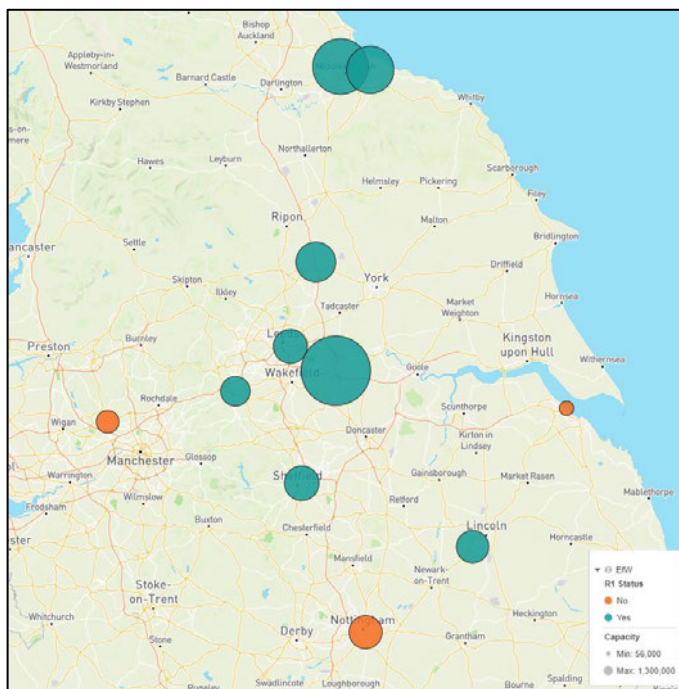 Bishop
Auckland
Appleby-in-
Westmorland
Barnard Castle
Darlington
Kirkby Stephen
Whitby
Northallerton
Hawes
Leyburn
Scarborough
Helmsley
Pickering
Filey
Ripon
Malton
Settle
Bridlington
Driffield
Skipton
York
Ilkley
Hornsea
Tadcaster
Market
Weighton
Preston
Burnley
Kingston
upon Hull
Withernsea
Wakefield
Goole
Rochdale
Scunthorpe
Wigan
Doncaster
Kirton in
Lindsey
Manchester
Glossop
Warrington
Gainsborough
Market Rasen
Mablethorpe
Wilmslow
Sheffield
Retford
Frodsham
Buxton
Chesterfield
Lincoln
Horncastle
Mansfield
Newark-
on-Trent
Stoke-
on-Trent
Whitchurch
Nottingham
Heckington
Derby
Grantham
Stone
Swadlincote
Loughborough
Bourne
Spalding
Rugeley
EfW
R1 Status
No
Yes
Capacity
Min: 56,000
Max: 1,300,000